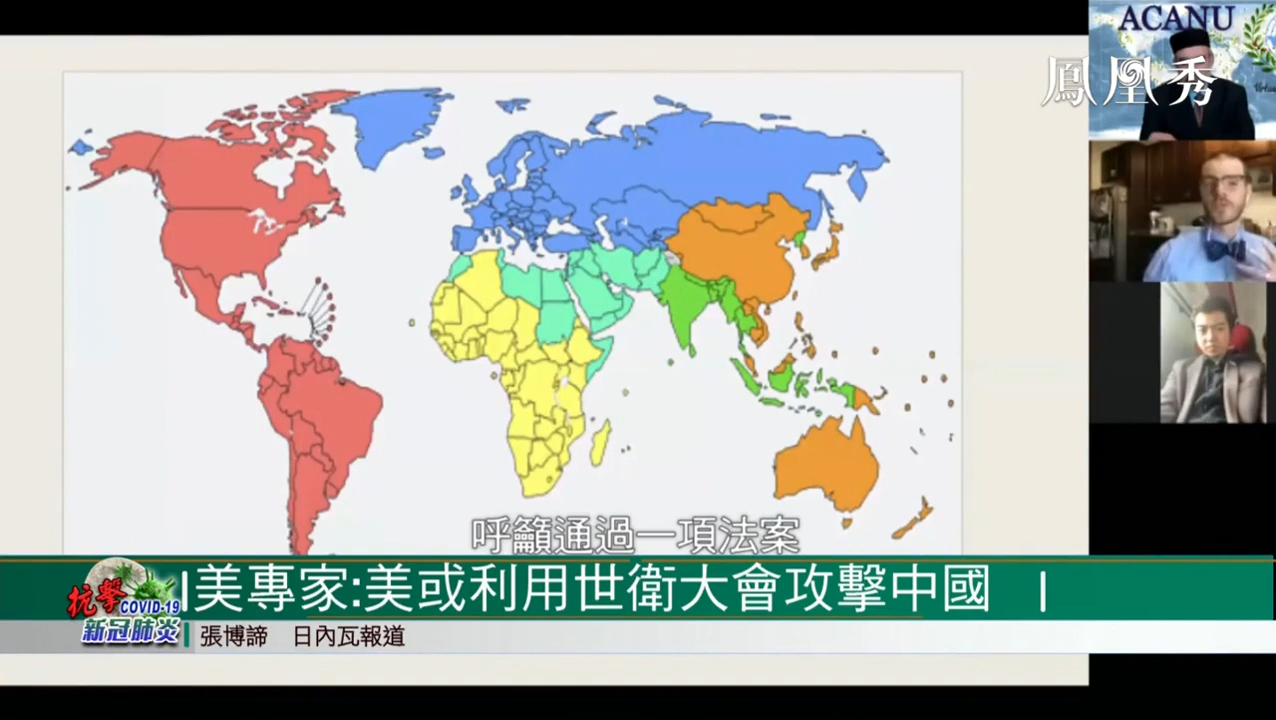 ACANU
鳳凰秀
呼籲通過一項法案
抗擊
COVID-19
新冠肺炎
美專家:美或利用世衛大會攻擊中國
張博諦 日內瓦報道